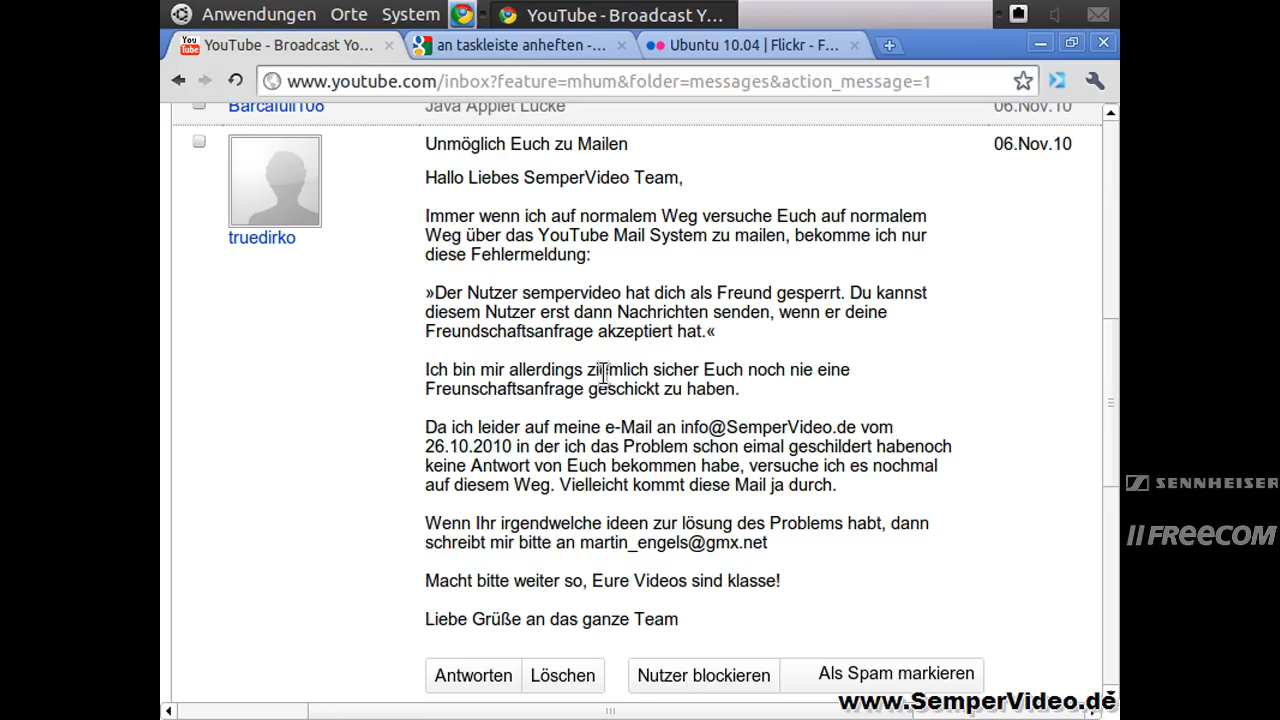 Anwendungen Orte System YouTube - Broadcast Y...
You Tube YouTube - Broadcast Yo... an taskleiste anheften -... Ubuntu 10.04 | Flickr - F...
www.youtube.com/inbox?feature=mhum&folder=messages&action_message=1
Barcafull108 Java Applet Lücke 06.Nov.10
Unmöglich Euch zu Mailen 06.Nov.10
Hallo Liebes SemperVideo Team,
truedirko
Immer wenn ich auf normalem Weg versuche Euch auf normalem
Weg über das YouTube Mail System zu mailen, bekomme ich nur
diese Fehlermeldung:
»Der Nutzer sempervideo hat dich als Freund gesperrt. Du kannst
diesem Nutzer erst dann Nachrichten senden, wenn er deine
Freundschaftsanfrage akzeptiert hat.«
Ich bin mir allerdings ziemlich sicher Euch noch nie eine
Freunschaftsanfrage geschickt zu haben.
Da ich leider auf meine e-Mail an info@SemperVideo.de vom
26.10.2010 in der ich das Problem schon eimal geschildert habenoch
keine Antwort von Euch bekommen habe, versuche ich es nochmal
auf diesem Weg. Vielleicht kommt diese Mail ja durch.
Wenn Ihr irgendwelche ideen zur lösung des Problems habt, dann
schreibt mir bitte an martin_engels@gmx.net
Macht bitte weiter so, Eure Videos sind klasse!
Liebe Grüße an das ganze Team
Antworten Löschen Nutzer blockieren Als Spam markieren
SENNHEISER
FREECOM
www.SemperVideo.de